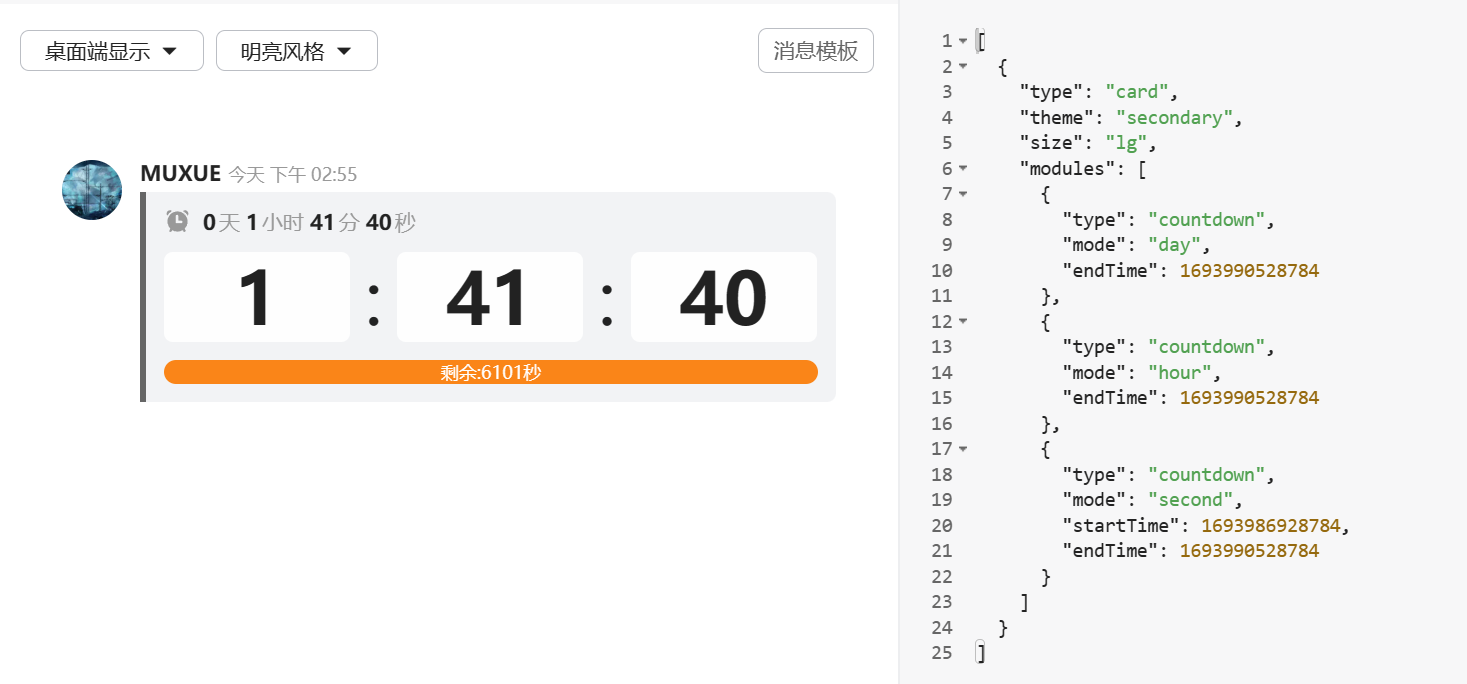 桌面端显示 明亮风格 消息模板
MUXUE 今天 下午 02:55
0天 1小时 41分 40秒
1 : 41 : 40
剩余:6101秒
1 [
2 {
3 "type": "card",
4 "theme": "secondary",
5 "size": "lg",
6 "modules": [
7 {
8 "type": "countdown",
9 "mode": "day",
10 "endTime": 1693990528784
11 },
12 {
13 "type": "countdown",
14 "mode": "hour",
15 "endTime": 1693990528784
16 },
17 {
18 "type": "countdown",
19 "mode": "second",
20 "startTime": 1693986928784,
21 "endTime": 1693990528784
22 }
23 ]
24 }
25 ]